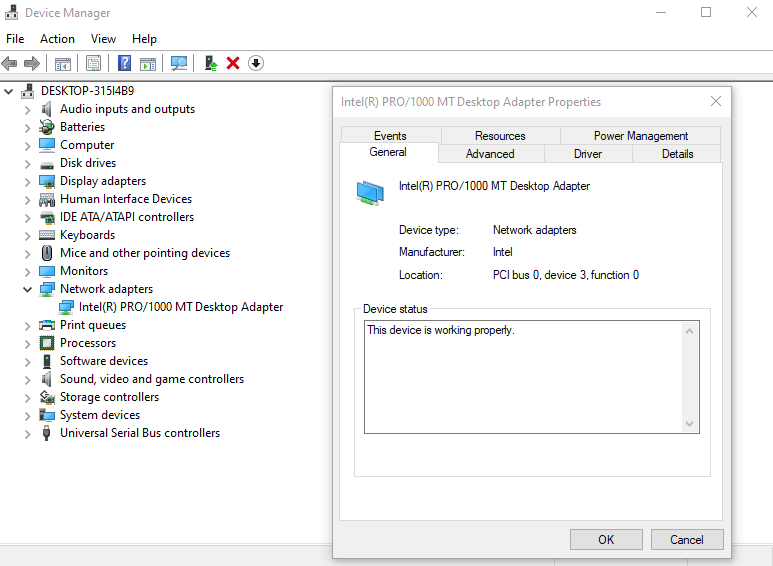 Device Manager
File Action View Help
DESKTOP-315I4B9
Audio inputs and outputs
Batteries
Computer
Disk drives
Display adapters
Human Interface Devices
IDE ATA/ATAPI controllers
Keyboards
Mice and other pointing devices
Monitors
Network adapters
Intel(R) PRO/1000 MT Desktop Adapter
Print queues
Processors
Software devices
Sound, video and game controllers
Storage controllers
System devices
Universal Serial Bus controllers
Intel(R) PRO/1000 MT Desktop Adapter Properties
Events Resources Power Management
General Advanced Driver Details
Intel(R) PRO/1000 MT Desktop Adapter
Device type: Network adapters
Manufacturer: Intel
Location: PCI bus 0, device 3, function 0
Device status
This device is working properly.
OK Cancel